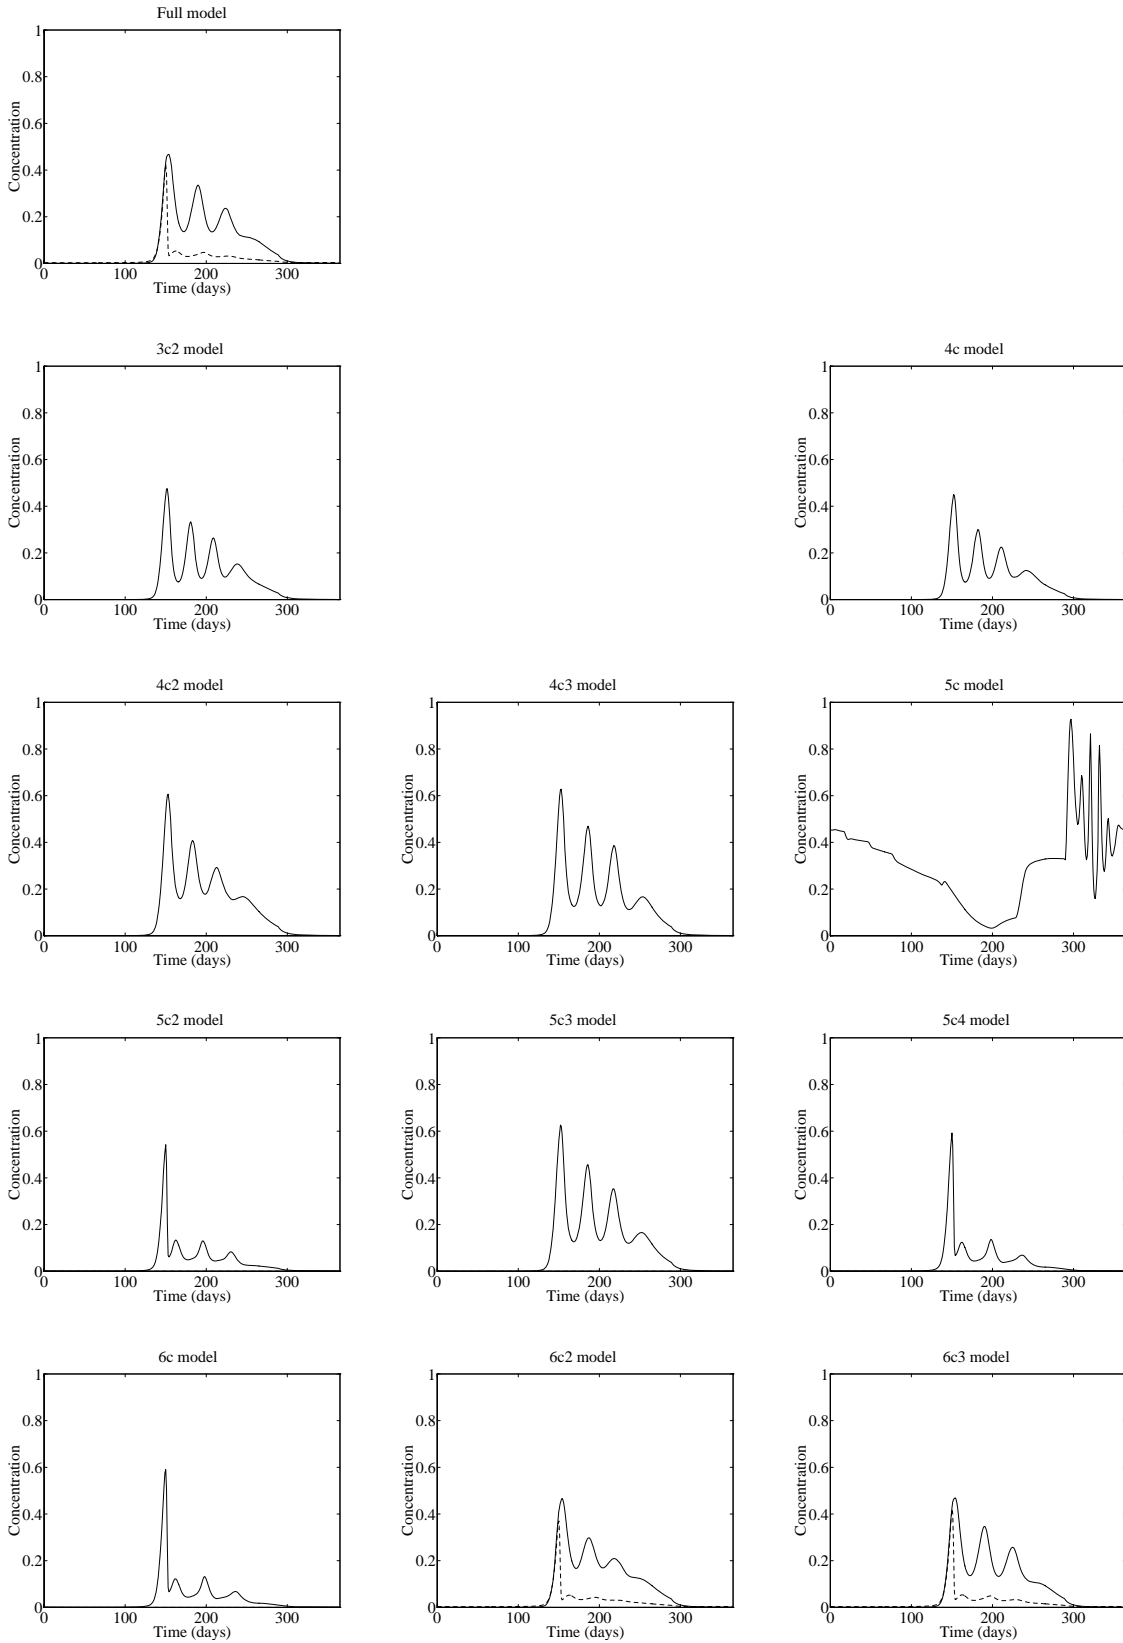 Full model
1
0.8
0.6
0.4
0.2
0
Concentration
0 100 200 300
Time (days)
3c2 model
1
0.8
0.6
0.4
0.2
0
Concentration
0 100 200 300
Time (days)
4c model
1
0.8
0.6
0.4
0.2
0
Concentration
0 100 200 300
Time (days)
4c2 model
1
0.8
0.6
0.4
0.2
0
Concentration
0 100 200 300
Time (days)
4c3 model
1
0.8
0.6
0.4
0.2
0
Concentration
0 100 200 300
Time (days)
5c model
1
0.8
0.6
0.4
0.2
0
Concentration
0 100 200 300
Time (days)
5c2 model
1
0.8
0.6
0.4
0.2
0
Concentration
0 100 200 300
Time (days)
5c3 model
1
0.8
0.6
0.4
0.2
0
Concentration
0 100 200 300
Time (days)
5c4 model
1
0.8
0.6
0.4
0.2
0
Concentration
0 100 200 300
Time (days)
6c model
1
0.8
0.6
0.4
0.2
0
Concentration
0 100 200 300
Time (days)
6c2 model
1
0.8
0.6
0.4
0.2
0
Concentration
0 100 200 300
Time (days)
6c3 model
1
0.8
0.6
0.4
0.2
0
Concentration
0 100 200 300
Time (days)